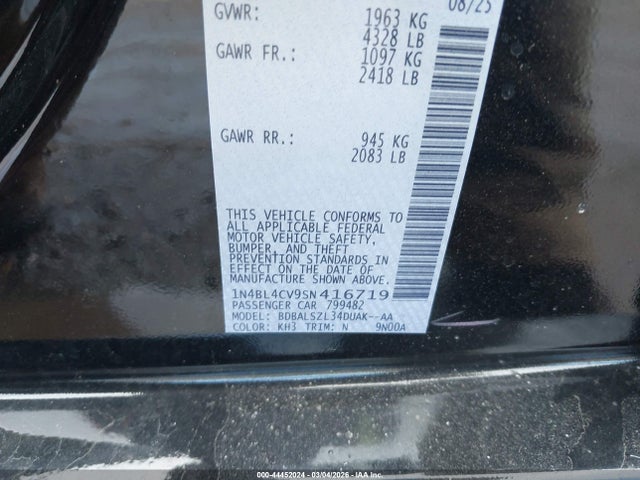 08/25
GVWR: 1963 KG
4328 LB
GAWR FR.: 1097 KG
2418 LB
GAWR RR.: 945 KG
2083 LB
THIS VEHICLE CONFORMS TO
ALL APPLICABLE FEDERAL
MOTOR VEHICLE SAFETY,
BUMPER, AND THEFT
PREVENTION STANDARDS IN
EFFECT ON THE DATE OF
MANUFACTURE SHOWN ABOVE.
1N4BL4CV9SN416719
PASSENGER CAR 799482
MODEL: BDBALSZL34DUAK--AA
COLOR: KH3 TRIM: N 9N00A
000-44452024 | 03/04/2026 - IAA, Inc.